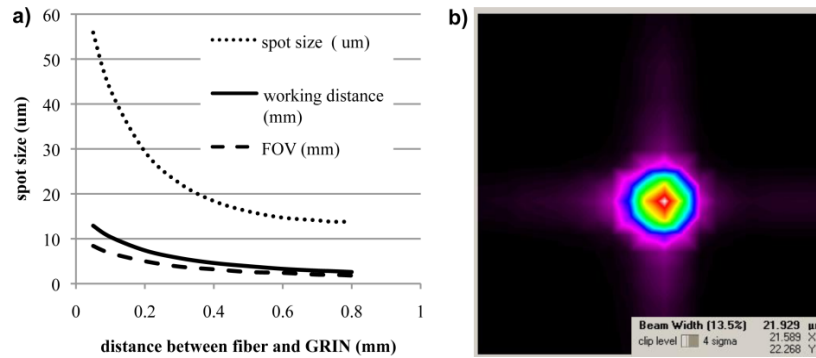 a)
60
50
40
30
20
10
0
spot size (um)
spot size ( um)
working distance
(mm)
FOV (mm)
0 0.2 0.4 0.6 0.8 1
distance between fiber and GRIN (mm)
b)
Beam Width (13.5%) 21.929
clip level 4 sigma 21.589 X
22.268 Y